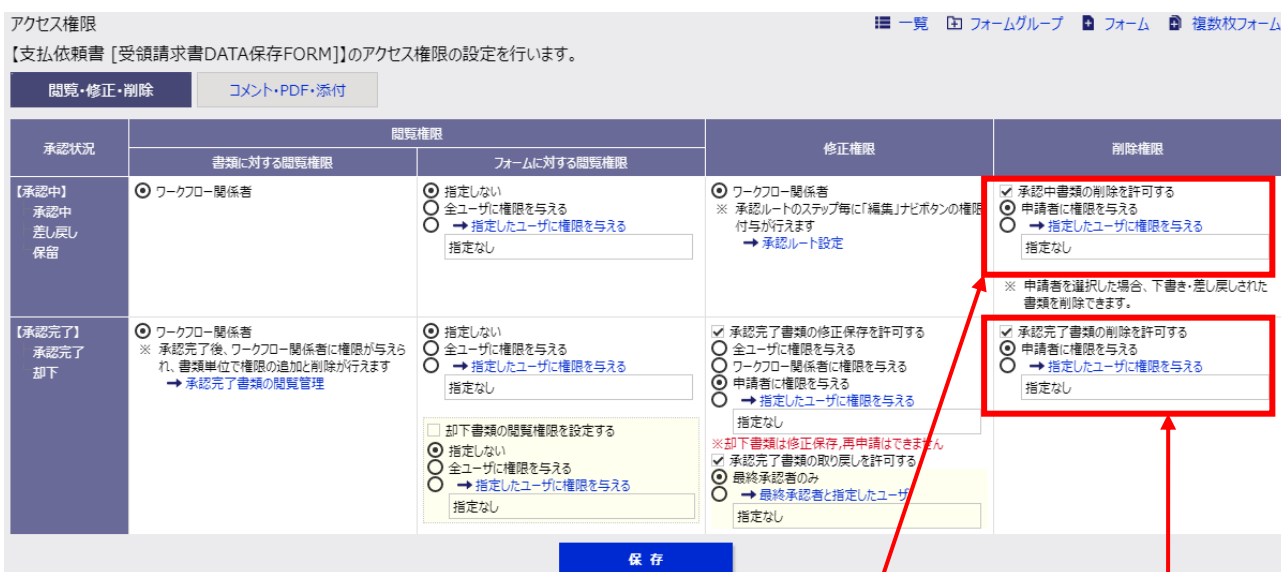 アクセス権限
一覧 フォームグループ フォーム 複数枚フォーム
【支払依頼書 [受領請求書DATA保存FORM]】のアクセス権限の設定を行います。
閲覧・修正・削除 コメント・PDF・添付
承認状況
閲覧権限
書類に対する閲覧権限
フォームに対する閲覧権限
修正権限
削除権限
【承認中】
承認中
差し戻し
保留
ワークフロー関係者
指定しない
全ユーザに権限を与える
➞ 指定したユーザに権限を与える
指定なし
ワークフロー関係者
※ 承認ルートのステップ毎に「編集」ナビボタンの権限
付与が行えます
➞ 承認ルート設定
承認中書類の削除を許可する
申請者に権限を与える
➞ 指定したユーザに権限を与える
指定なし
※ 申請者を選択した場合、下書き・差し戻しされた
書類を削除できます。
【承認完了】
承認完了
却下
ワークフロー関係者
※ 承認完了後、ワークフロー関係者に権限が与えら
れ、書類単位で権限の追加と削除が行えます
➞ 承認完了書類の閲覧管理
指定しない
全ユーザに権限を与える
➞ 指定したユーザに権限を与える
指定なし
却下書類の閲覧権限を設定する
指定しない
全ユーザに権限を与える
➞ 指定したユーザに権限を与える
指定なし
承認完了書類の修正保存を許可する
全ユーザに権限を与える
ワークフロー関係者に権限を与える
申請者に権限を与える
➞ 指定したユーザに権限を与える
指定なし
※却下書類は修正保存,再申請はできません
承認完了書類の取り戻しを許可する
最終承認者のみ
➞ 最終承認者と指定したユーザ
指定なし
承認完了書類の削除を許可する
申請者に権限を与える
➞ 指定したユーザに権限を与える
指定なし
保 存